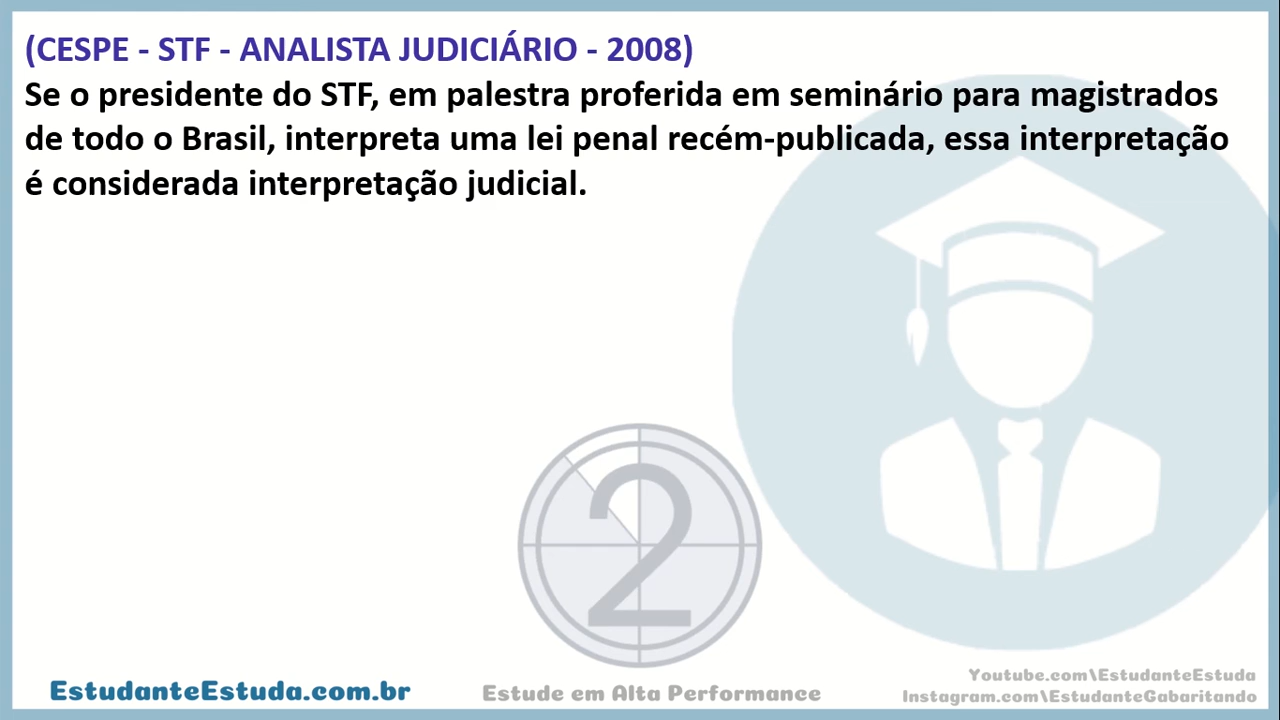 (CESPE - STF - ANALISTA JUDICIÁRIO - 2008)
Se o presidente do STF, em palestra proferida em seminário para magistrados
de todo o Brasil, interpreta uma lei penal recém-publicada, essa interpretação
é considerada interpretação judicial.
2
EstudanteEstuda.com.br
Estude em Alta Performance
Youtube.com\EstudanteEstuda
Instagram.com\EstudanteGabaritando